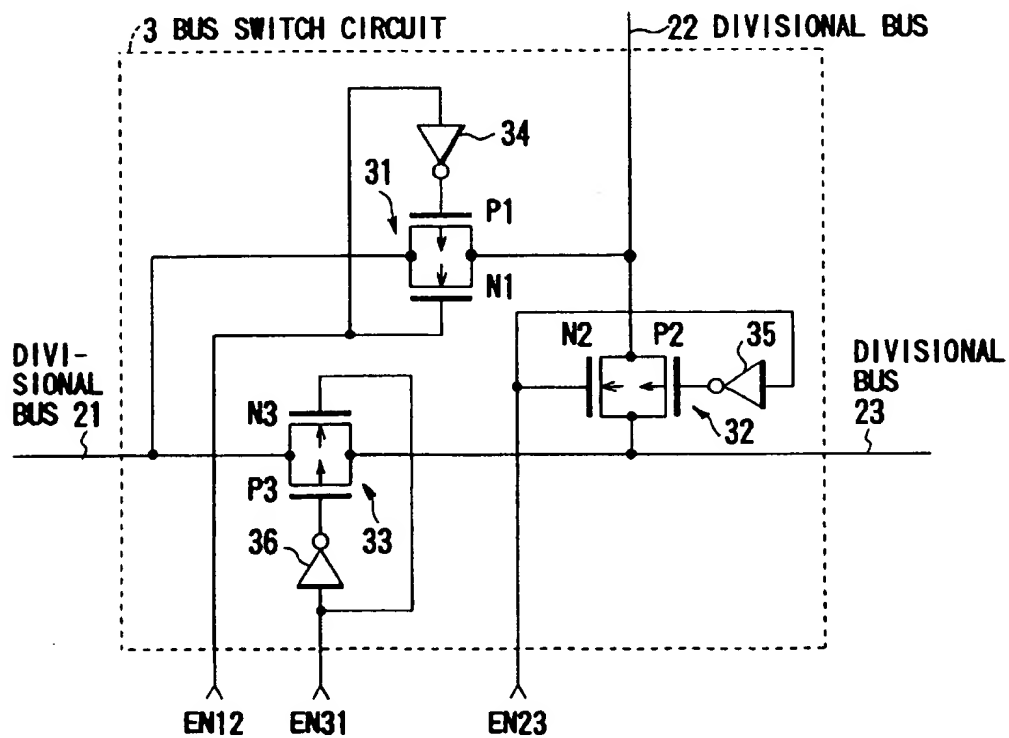 3 BUS SWITCH CIRCUIT
22 DIVISIONAL BUS
34
31
P1
N1
N2
P2
35
DIVI-
SIONAL
BUS 21
DIVISIONAL
BUS
23
32
N3
P3
33
36
EN12
EN31
EN23